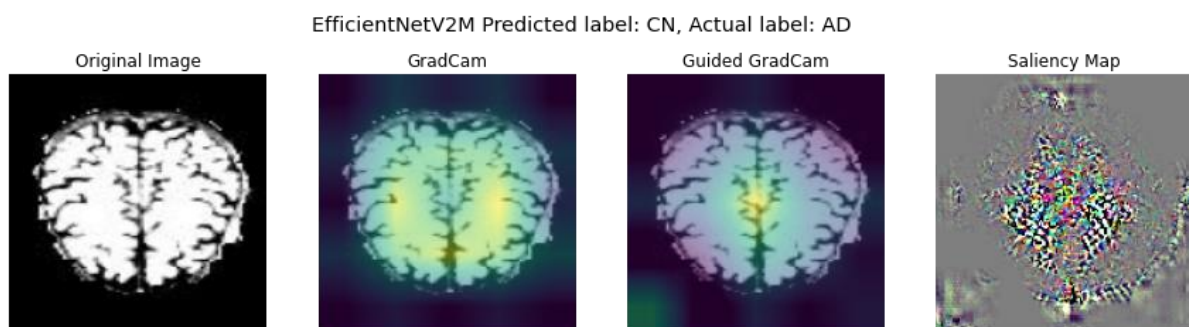 EfficientNetV2M Predicted label: CN, Actual label: AD
Original Image
GradCam
Guided GradCam
Saliency Map